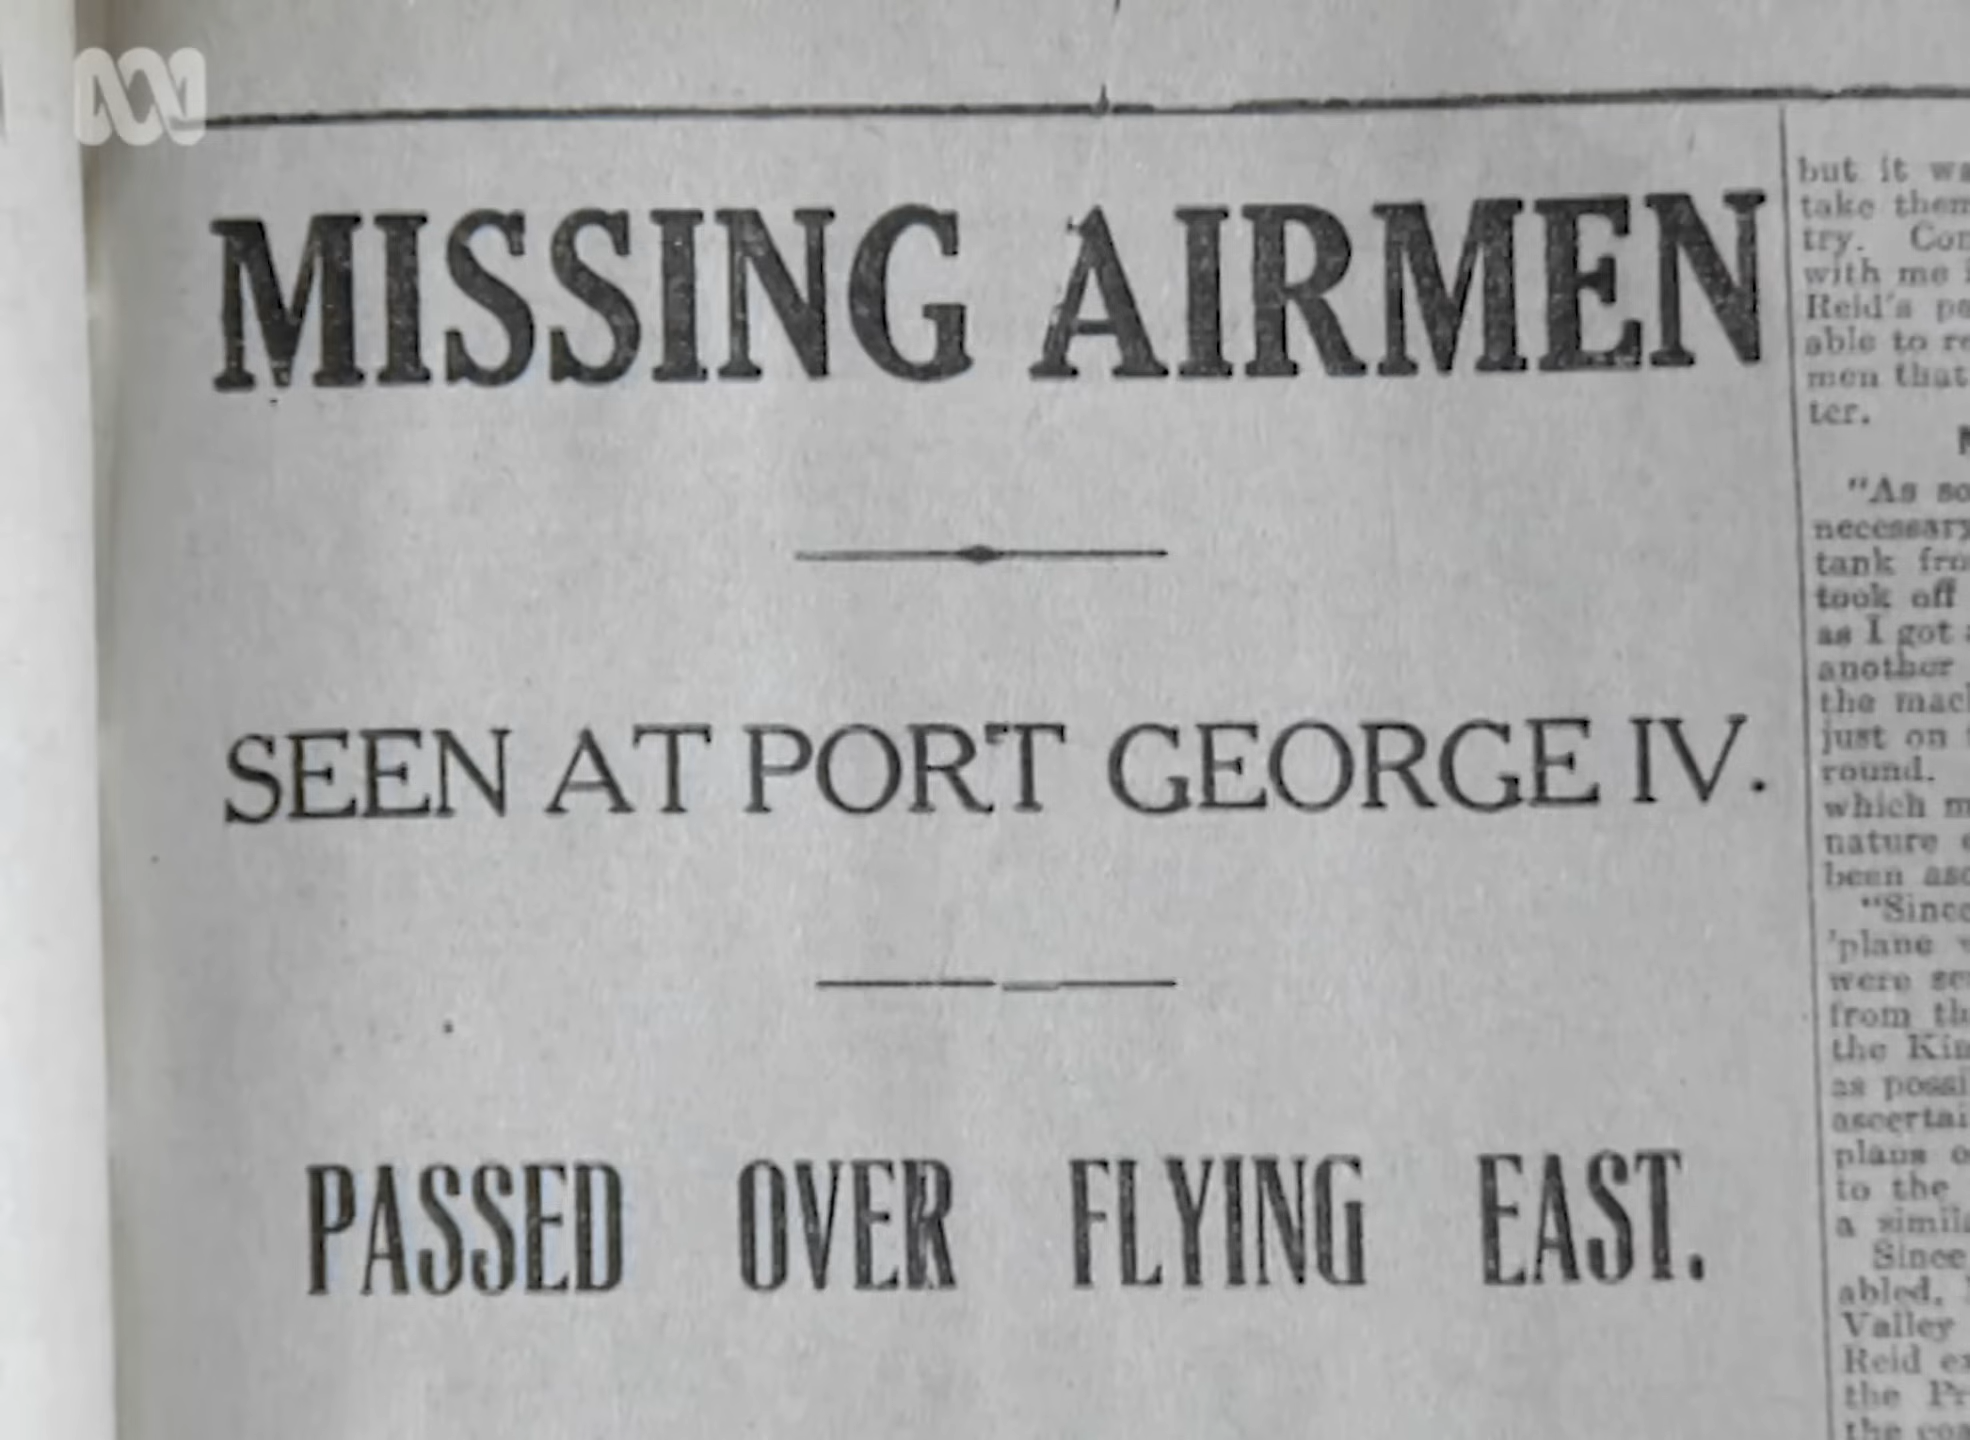 MISSING AIRMEN
SEEN AT PORT GEORGE IV.
PASSED OVER FLYING EAST.
but it
take them
try.
with me
Reid's
able to
men that
ter.
"As
necessary
tank
took off
as I got
another
the
just on
round.
which
nature
been
"Since
'plane
were
from
the
as
plans
to the
a
Since
abled.
Valley
Reid
the
the